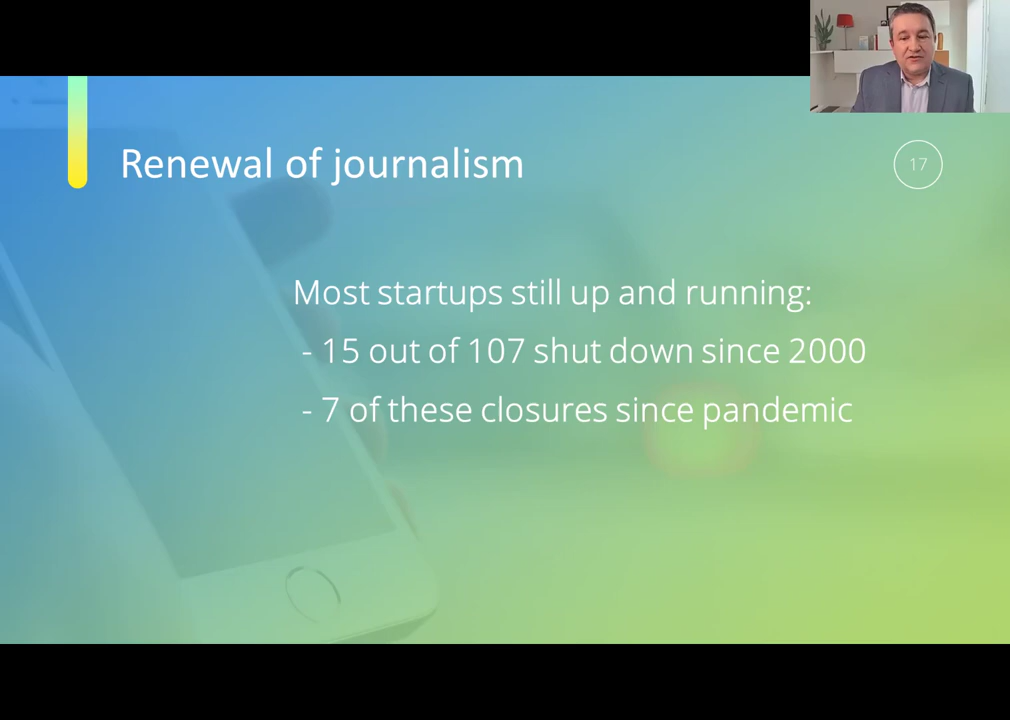 Renewal of journalism
17
Most startups still up and running:
- 15 out of 107 shut down since 2000
- 7 of these closures since pandemic